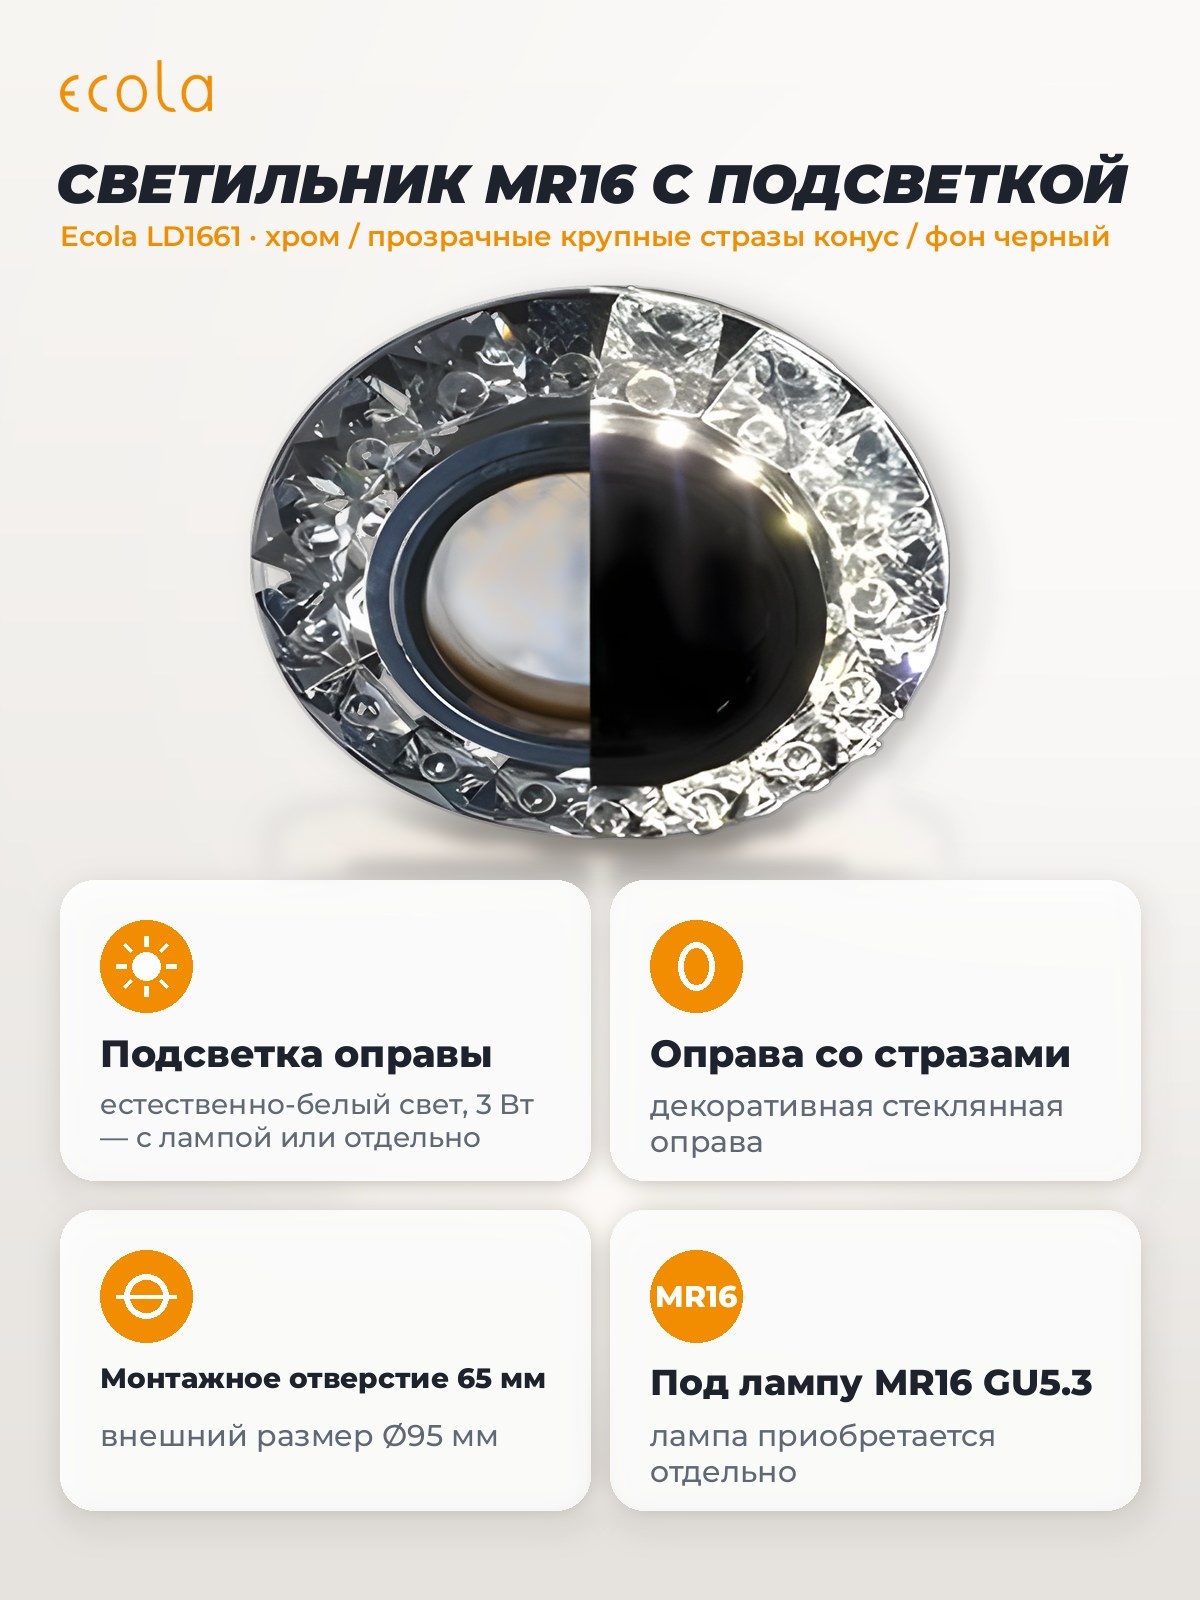 ecola
СВЕТИЛЬНИК MR16 С ПОДСВЕТКОЙ
Ecola LD1661 · хром / прозрачные крупные стразы конус / фон черный
Подсветка оправы
естественно-белый свет, 3 Вт
— с лампой или отдельно
Оправа со стразами
декоративная стеклянная
оправа
Монтажное отверстие 65 мм
внешний размер Ø95 мм
MR16
Под лампу MR16 GU5.3
лампа приобретается
отдельно